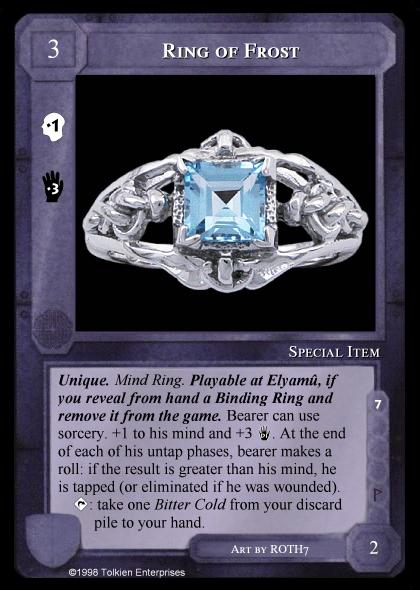 3
RING OF FROST
+1
+3
SPECIAL ITEM
Unique. Mind Ring. Playable at Elyamû, if
you reveal from hand a Binding Ring and
remove it from the game. Bearer can use
sorcery. +1 to his mind and +3 . At the end
of each of his untap phases, bearer makes a
roll: if the result is greater than his mind, he
is tapped (or eliminated if he was wounded).
: take one Bitter Cold from your discard
pile to your hand.
7
ART BY ROTH7
2
©1998 Tolkien Enterprises